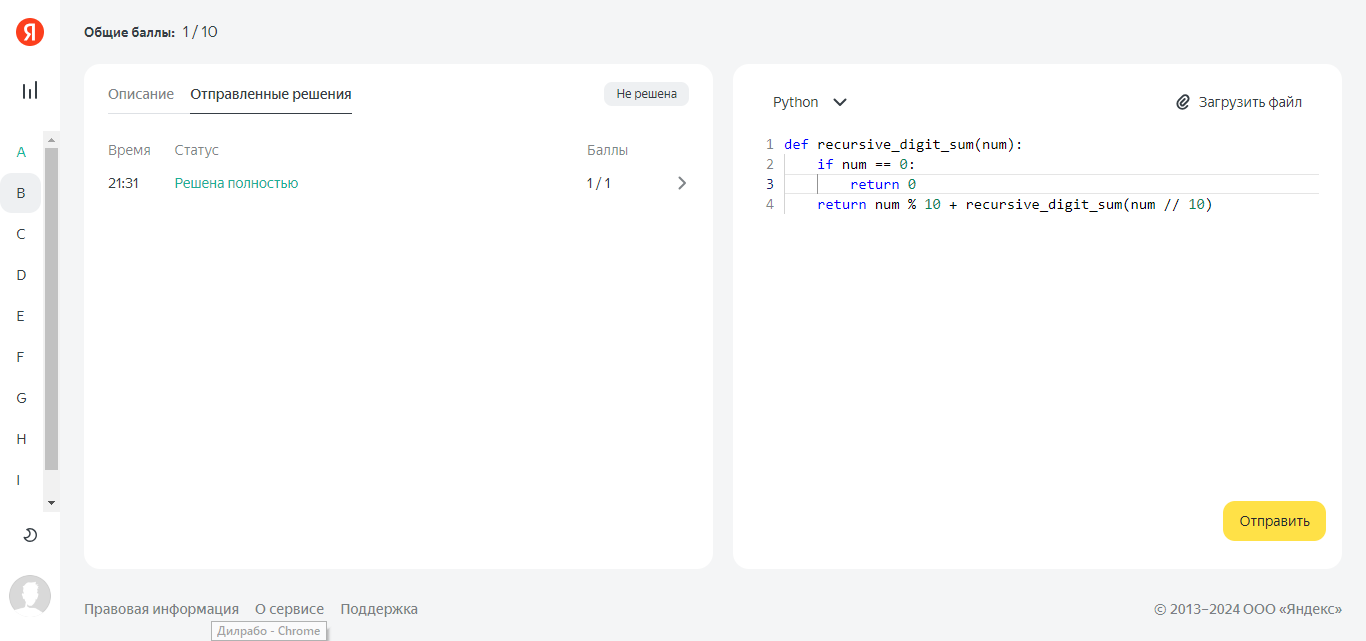 Я
Общие баллы: 1 / 10
A
B
C
D
E
F
G
H
I
Описание Отправленные решения Не решена
Время Статус Баллы
21:31 Решена полностью 1 / 1
Python Загрузить файл
1 def recursive_digit_sum(num):
2 if num == 0:
3 return 0
4 return num % 10 + recursive_digit_sum(num // 10)
Отправить
Правовая информация О сервисе Поддержка © 2013–2024 ООО «Яндекс»
Дилрабо - Chrome